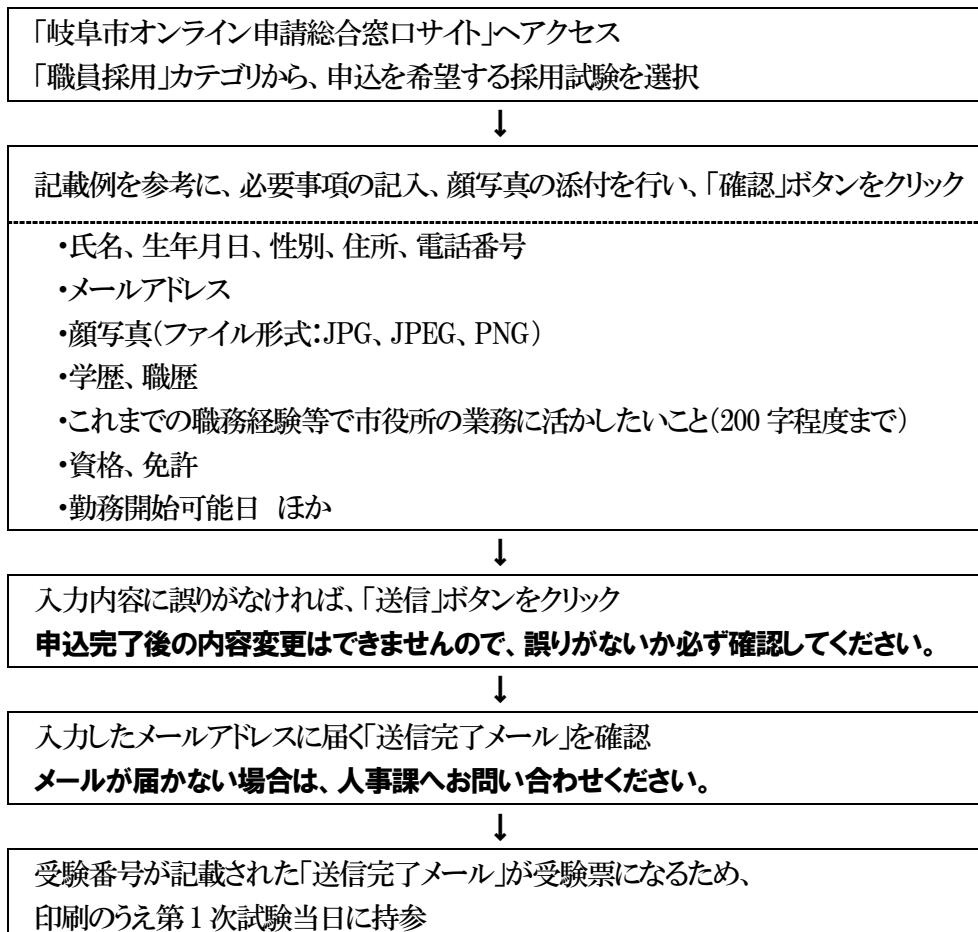 「岐阜市オンライン申請総合窓口サイト」へアクセス
「職員採用」カテゴリから、申込を希望する採用試験を選択
↓
記載例を参考に、必要事項の記入、顔写真の添付を行い、「確認」ボタンをクリック
・氏名、生年月日、性別、住所、電話番号
・メールアドレス
・顔写真（ファイル形式：JPG、JPEG、PNG）
・学歴、職歴
・これまでの職務経験等で市役所の業務に活かしたいこと（200 字程度まで）
・資格、免許
・勤務開始可能日　ほか
↓
入力内容に誤りがなければ、「送信」ボタンをクリック
申込完了後の内容変更はできませんので、誤りがないか必ず確認してください。
↓
入力したメールアドレスに届く「送信完了メール」を確認
メールが届かない場合は、人事課へお問い合わせください。
↓
受験番号が記載された「送信完了メール」が受験票になるため、
印刷のうえ第１次試験当日に持参